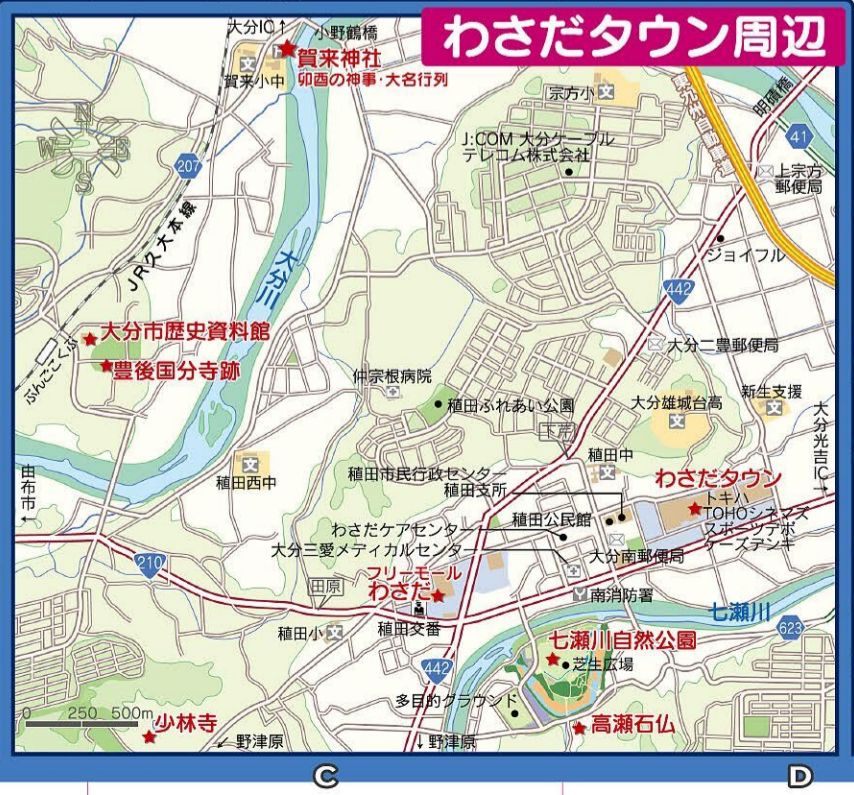 わさだタウン周辺
大分IC↑
小野鶴橋
賀来神社
卯酉の神事・大名行列
賀来小中
文
宗方小
文
明磧橋
41
J:COM 大分ケーブル
テレコム株式会社
上宗方
郵便局
N
W
E
S
207
JR久大本線
大分川
ジョイフル
442
大分市歴史資料館
豊後国分寺跡
ぶんごこくぶ
大分二豊郵便局
仲宗根病院
稙田ふれあい公園
大分雄城台高
文
新生支援
文
大分光吉IC→
下芹
稙田中
文
由布市←
文
稙田西中
稙田市民行政センター
稙田支所
わさだタウン
トキハ
TOHOシネマズ
スポーツデポ
ケーズデンキ
稙田公民館
わさだケアセンター
大分三愛メディカルセンター
大分南郵便局
210
フリーモール
わさだ
田原
南消防署
七瀬川
623
稙田小
文
稙田交番
七瀬川自然公園
芝生広場
442
多目的グラウンド
高瀬石仏
0 250 500m
少林寺
↙野津原
↓野津原
C
D